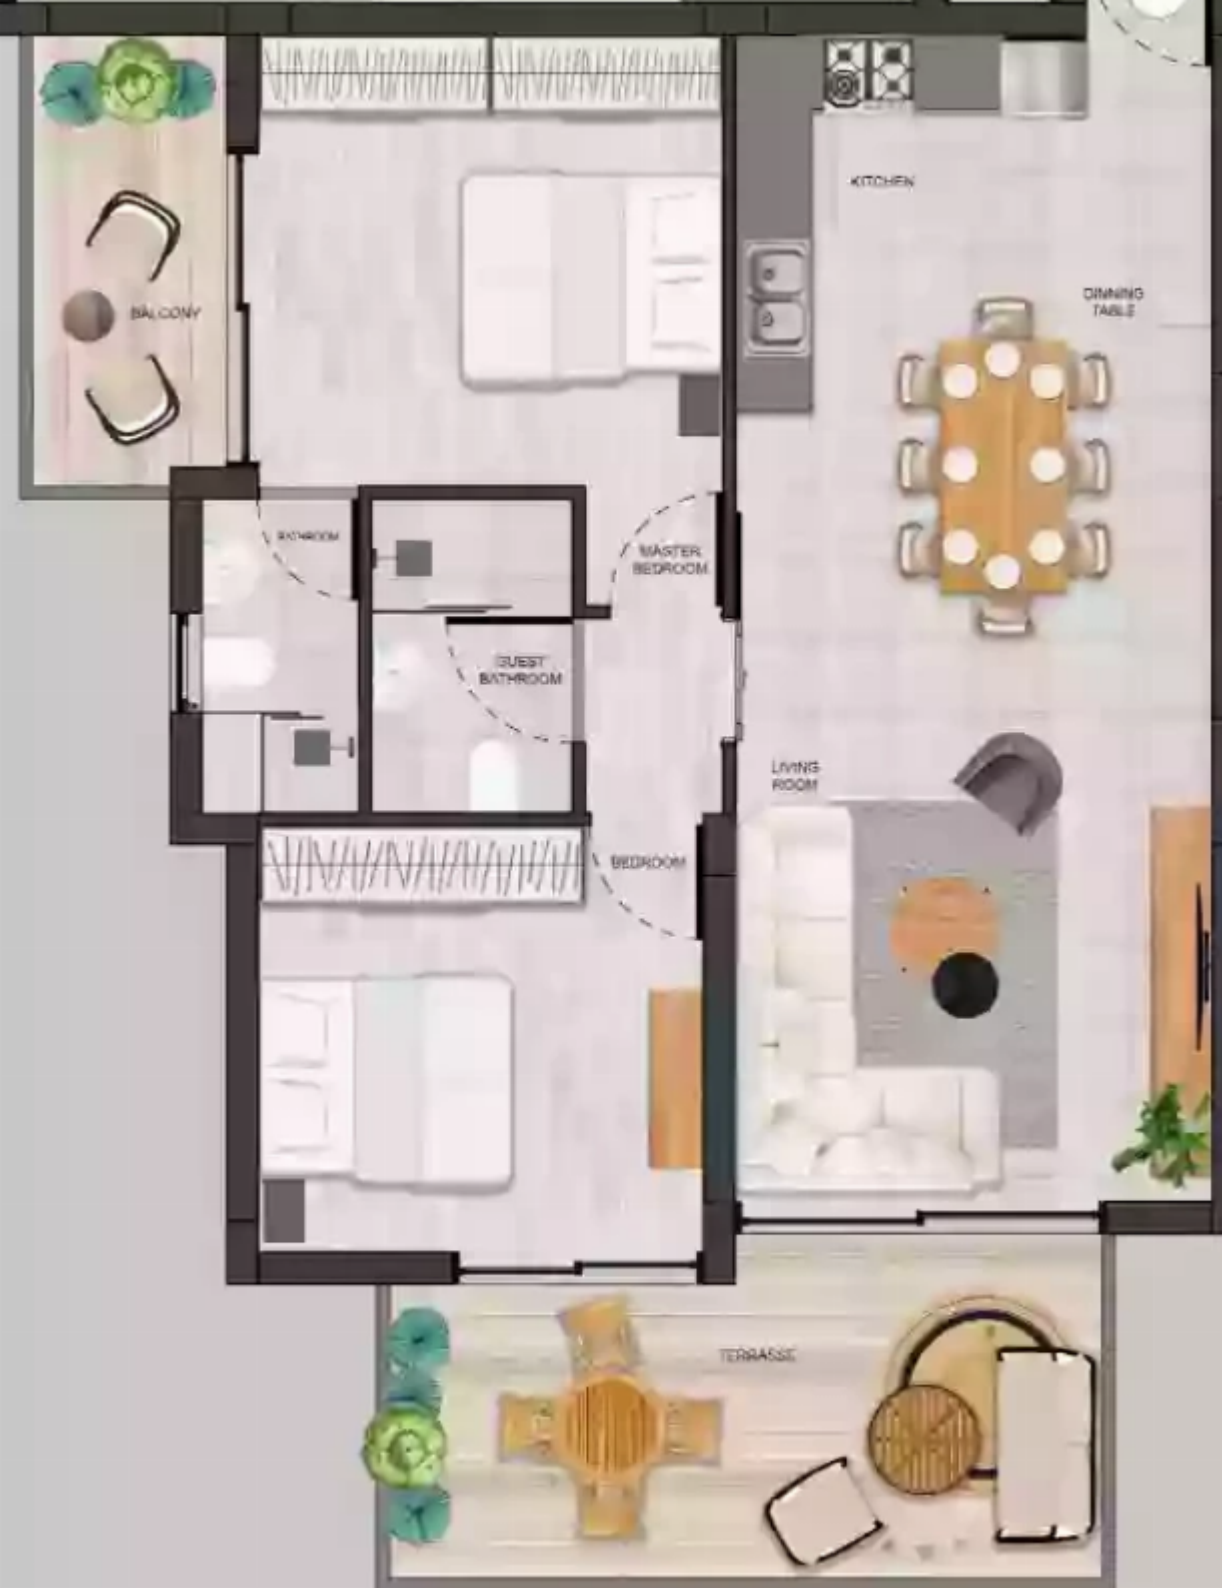 KITCHEN
DINNING
TABLE
BALCONY
BATHROOM
MASTER
BEDROOM
GUEST
BATHROOM
LIVING
ROOM
BEDROOM
TERRASSE